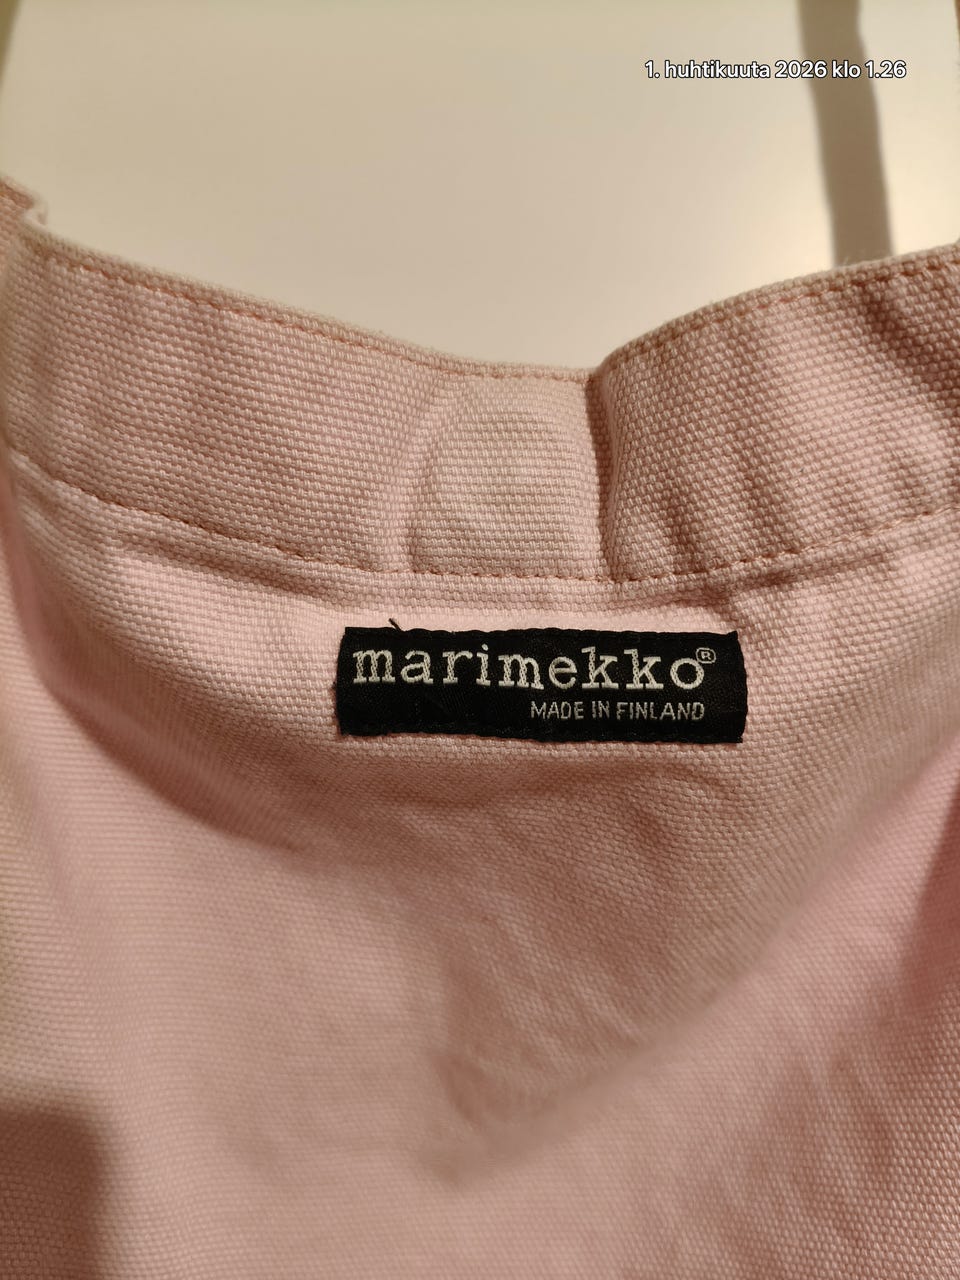 1. huhtikuuta 2026 klo 1.26
marimekko®
MADE IN FINLAND